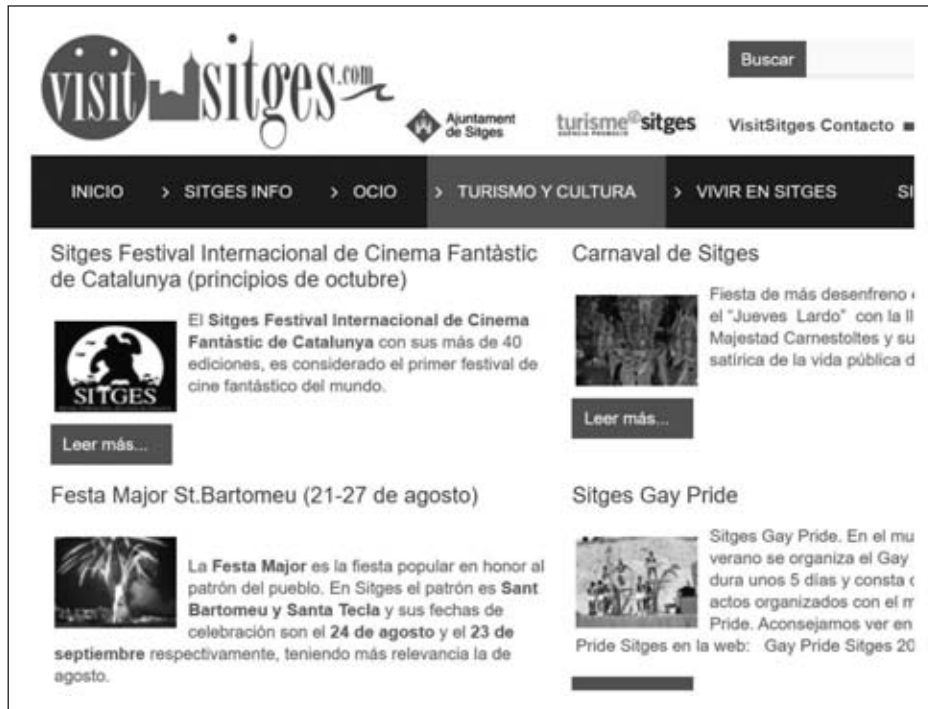 visit sitges.com
Buscar
Ajuntament
de Sitges
turisme sitges
VisitSitges Contacto
INICIO > SITGES INFO > OCIO > TURISMO Y CULTURA > VIVIR EN SITGES
Sitges Festival Internacional de Cinema Fantàstic
de Catalunya (principios de octubre)
El Sitges Festival Internacional de Cinema
Fantàstic de Catalunya con sus más de 40
ediciones, es considerado el primer festival de
cine fantástico del mundo.
SITGES
Leer más...
Carnaval de Sitges
Fiesta de más desenfreno
el "Jueves Lardo" con la
Majestad Carnestoltes y su
satírica de la vida pública
Leer más...
Festa Major St.Bartomeu (21-27 de agosto)
La Festa Major es la fiesta popular en honor al
patrón del pueblo. En Sitges el patrón es Sant
Bartomeu y Santa Tecla y sus fechas de
celebración son el 24 de agosto y el 23 de
septiembre respectivamente, teniendo más relevancia la de
agosto.
Sitges Gay Pride
Sitges Gay Pride. En el
verano se organiza el Gay
dura unos 5 días y consta
actos organizados con el
Pride. Aconsejamos ver en
Pride Sitges en la web: Gay Pride Sitges 20